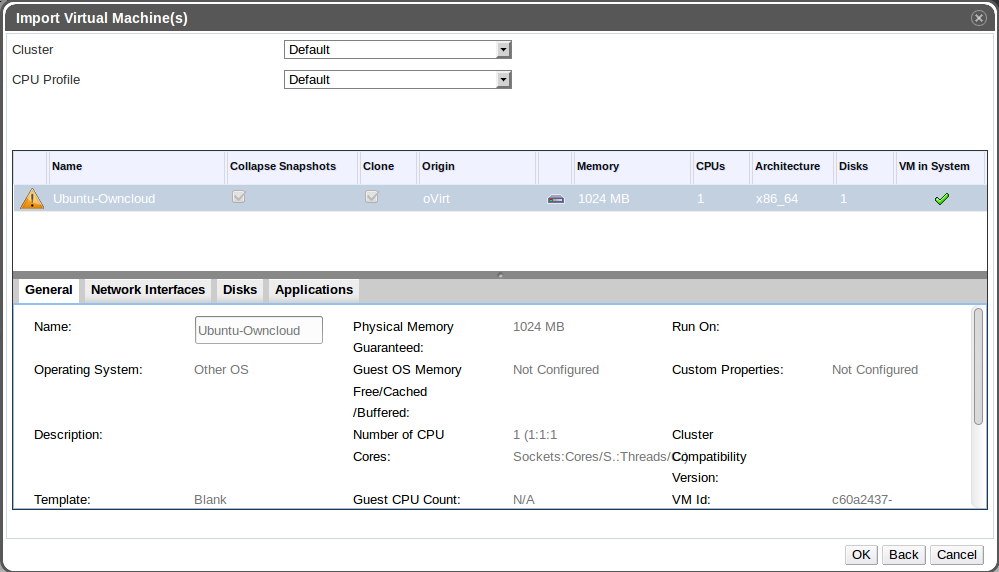 Import Virtual Machine(s)
Cluster Default
CPU Profile Default
Name Collapse Snapshots Clone Origin Memory CPUs Architecture Disks VM in System
Ubuntu-Owncloud oVirt 1024 MB 1 x86_64 1
General Network Interfaces Disks Applications
Name: Ubuntu-Owncloud Physical Memory 1024 MB Run On:
Guaranteed:
Operating System: Other OS Guest OS Memory Not Configured Custom Properties: Not Configured
Free/Cached
/Buffered:
Description: Number of CPU 1 (1:1:1 Cluster
Cores: Sockets:Cores/S.:Threads/ Compatibility
Version:
Template: Blank Guest CPU Count: N/A VM Id: c60a2437-
OK Back Cancel